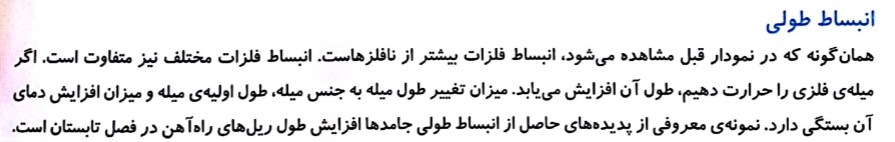 انبساط طولی
همان‌گونه که در نمودار قبل مشاهده می‌شود، انبساط فلزات بیشتر از نافلزهاست. انبساط فلزات مختلف نیز متفاوت است. اگر
میله‌ی فلزی را حرارت دهیم، طول آن افزایش می‌یابد. میزان تغییر طول میله به جنس میله، طول اولیه‌ی میله و میزان افزایش دمای
آن بستگی دارد. نمونه‌ی معروفی از پدیده‌های حاصل از انبساط طولی جامدها افزایش طول ریل‌های راه‌آهن در فصل تابستان است.